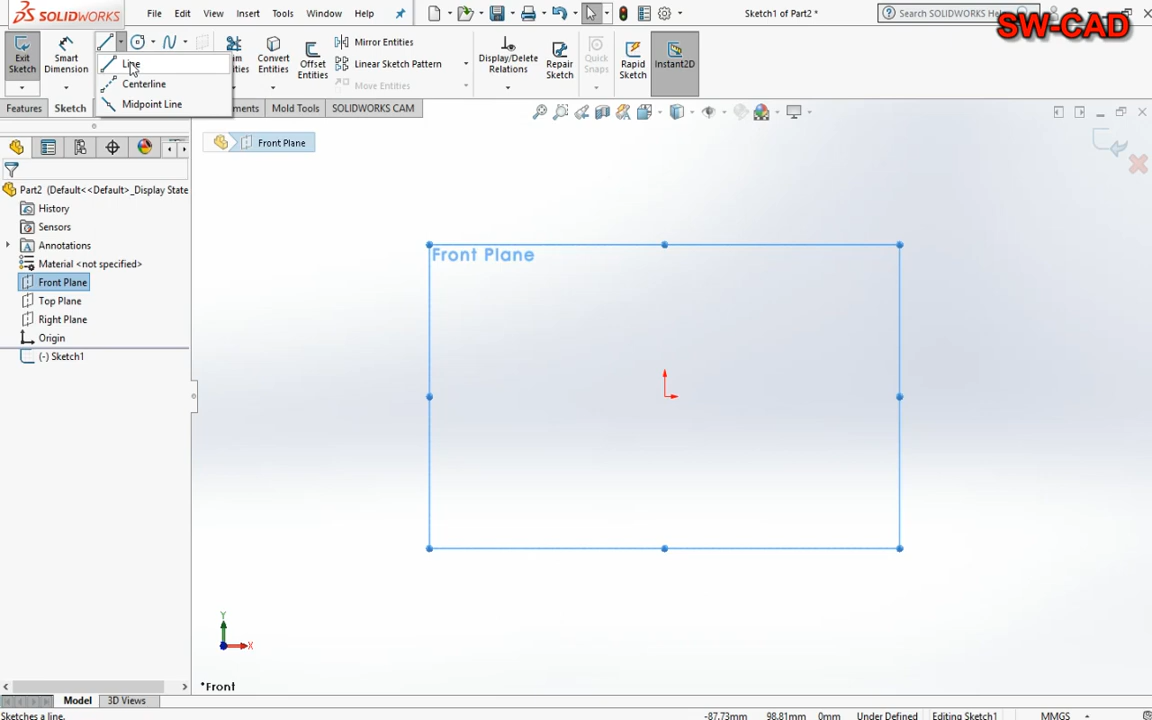 SOLIDWORKS File Edit View Insert Tools Window Help Sketch1 of Part2 * Search SOLIDWORKS Help
SW-CAD
Exit Sketch
Smart Dimension
Line
Centerline
Midpoint Line
Convert Entities
Offset Entities
Mirror Entities
Linear Sketch Pattern
Move Entities
Display/Delete Relations
Repair Sketch
Quick Snaps
Rapid Sketch
Instant2D
Features Sketch Mold Tools SOLIDWORKS CAM
Front Plane
Part2 (Default<<Default>_Display State
History
Sensors
Annotations
Material <not specified>
Front Plane
Top Plane
Right Plane
Origin
(-) Sketch1
Front Plane
Y
X
*Front
Model 3D Views
Sketches a line. -87.73mm 98.81mm 0mm Under Defined Editing Sketch1 MMGS